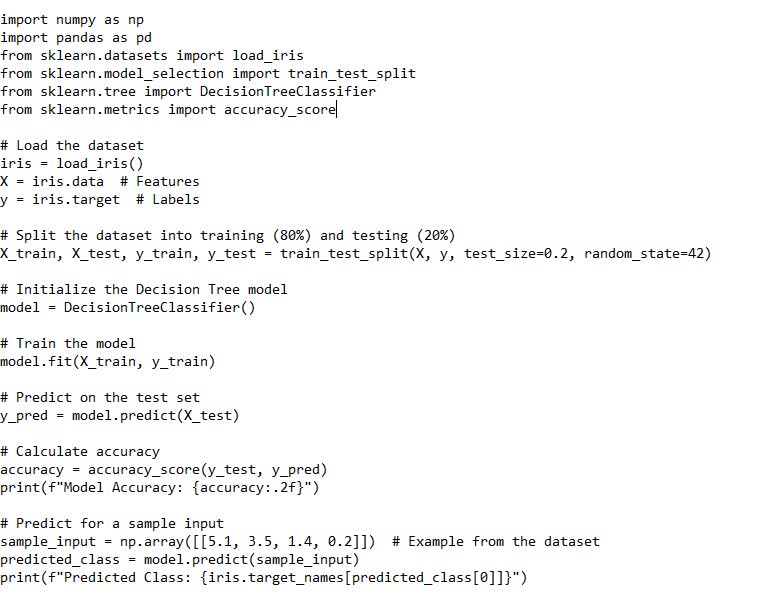 import numpy as np
import pandas as pd
from sklearn.datasets import load_iris
from sklearn.model_selection import train_test_split
from sklearn.tree import DecisionTreeClassifier
from sklearn.metrics import accuracy_score

# Load the dataset
iris = load_iris()
X = iris.data  # Features
y = iris.target  # Labels

# Split the dataset into training (80%) and testing (20%)
X_train, X_test, y_train, y_test = train_test_split(X, y, test_size=0.2, random_state=42)

# Initialize the Decision Tree model
model = DecisionTreeClassifier()

# Train the model
model.fit(X_train, y_train)

# Predict on the test set
y_pred = model.predict(X_test)

# Calculate accuracy
accuracy = accuracy_score(y_test, y_pred)
print(f"Model Accuracy: {accuracy:.2f}")

# Predict for a sample input
sample_input = np.array([[5.1, 3.5, 1.4, 0.2]])  # Example from the dataset
predicted_class = model.predict(sample_input)
print(f"Predicted Class: {iris.target_names[predicted_class[0]]}")